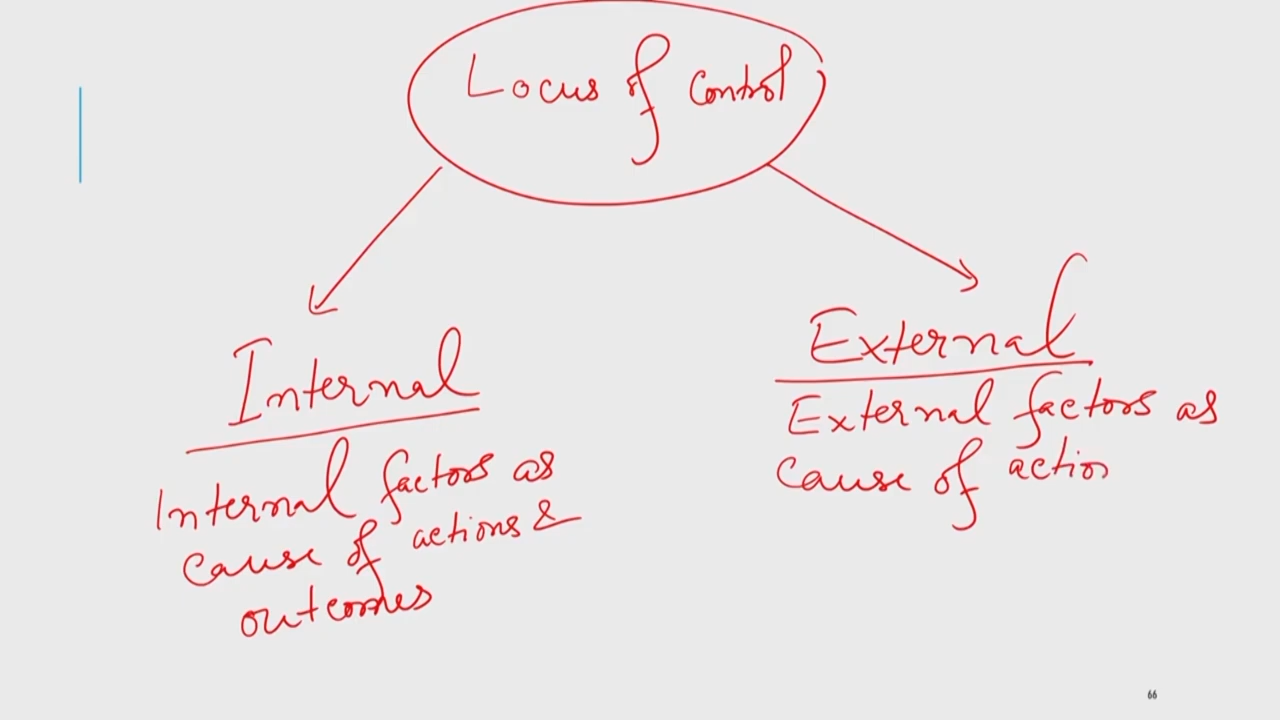 Locus of control
Internal
Internal factors as
cause of actions &
outcomes
External
External factors as
cause of action
66